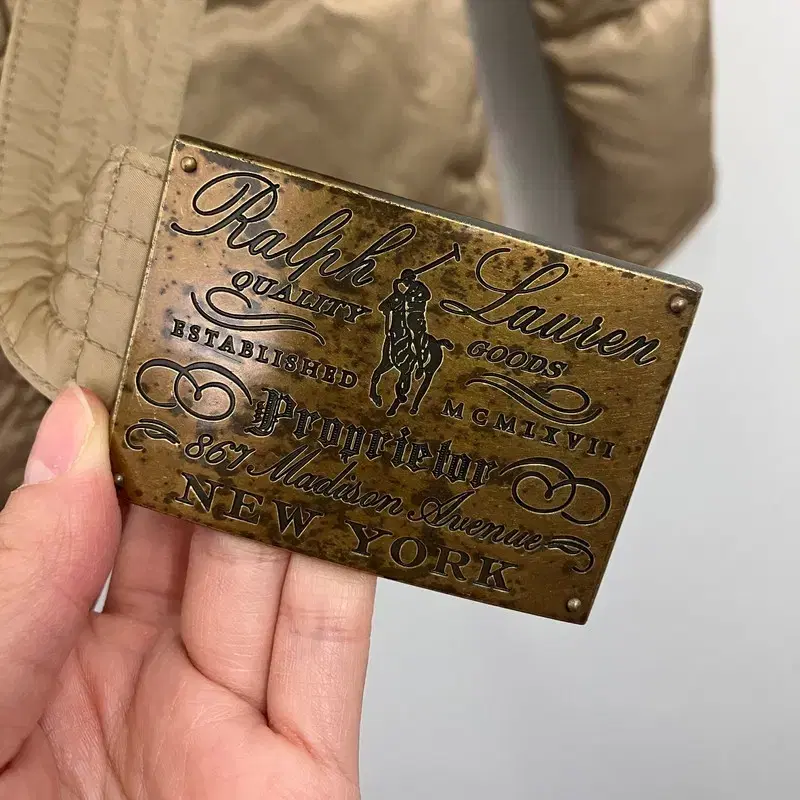 Ralph Lauren
QUALITY GOODS
ESTABLISHED MCMLXVII
Proprietor
867 Madison Avenue
NEW YORK